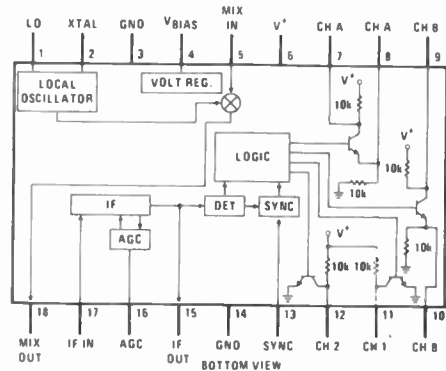 LO XTAL GND VBIAS MIX IN V+ CH A CH A CH B
1 2 3 4 5 6 7 8 9
LOCAL OSCILLATOR
VOLT REG.
V+
10k
V+
10k
LOGIC
10k
IF
DET
SYNC
AGC
V+
10k
10k
10k
18 17 16 15 14 13 12 11 10
MIX OUT IF IN AGC IF OUT GND SYNC CH 2 CH 1 CH B
BOTTOM VIEW